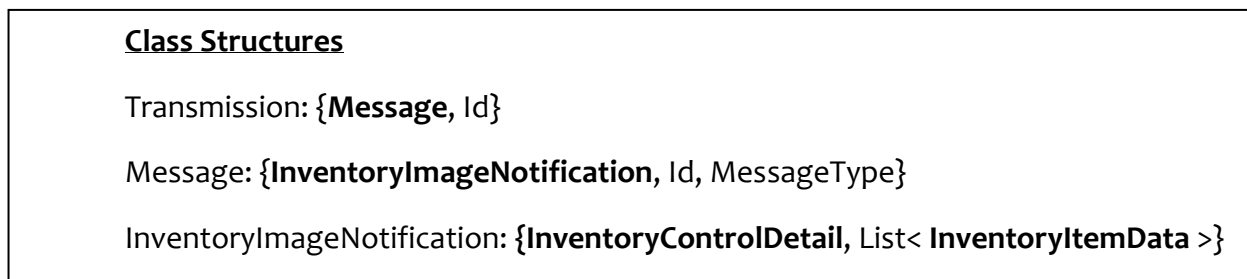 Class Structures
Transmission: {Message, Id}
Message: {InventoryImageNotification, Id, MessageType}
InventoryImageNotification: {InventoryControlDetail, List< InventoryItemData >}